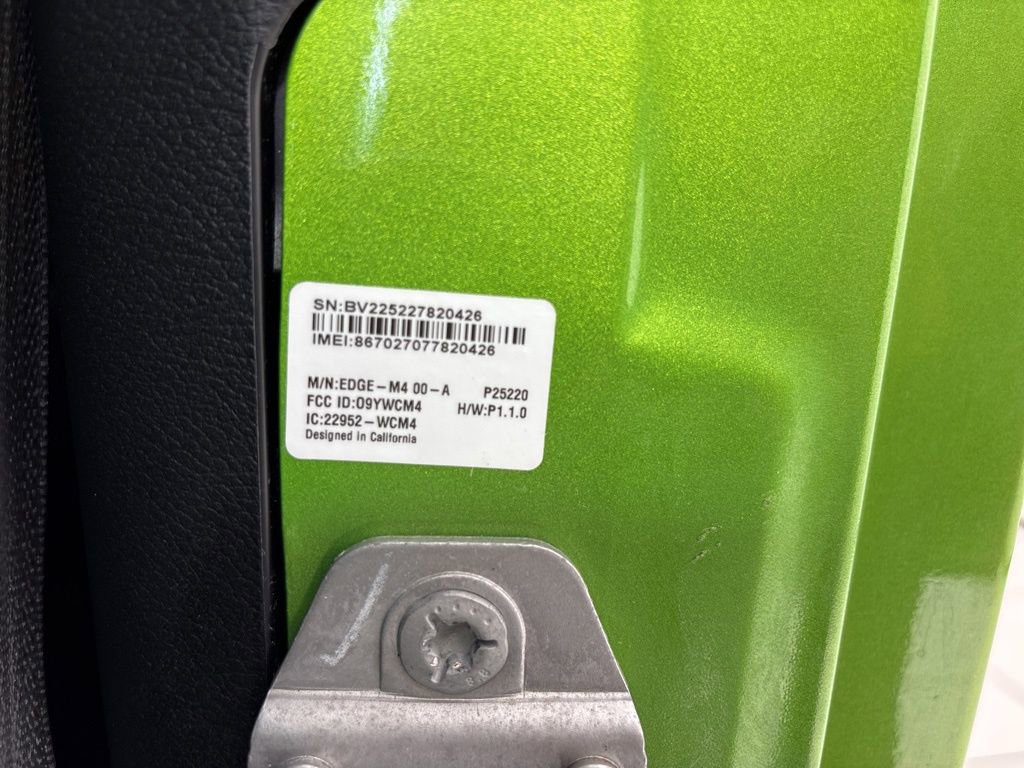 SN:BV225227820426
IMEI:867027077820426
M/N:EDGE-M4 00-A P25220
FCC ID:O9YWCM4 H/W:P1.1.0
IC:22952-WCM4
Designed in California